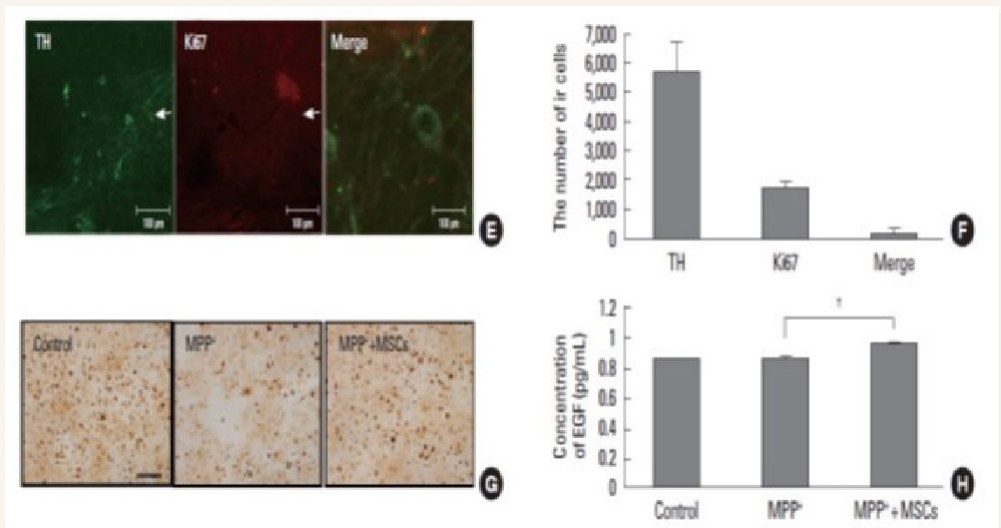 TH
Ki67
Merge
100 μm
100 μm
100 μm
E
The number of ir cells
7,000
6,000
5,000
4,000
3,000
2,000
1,000
0
TH
Ki67
Merge
F
Control
MPP⁺
MPP⁺+MSCs
G
Concentration
of EGF (pg/mL)
1.2
1
0.8
0.6
0.4
0.2
0
†
Control
MPP⁺
MPP⁺+MSCs
H